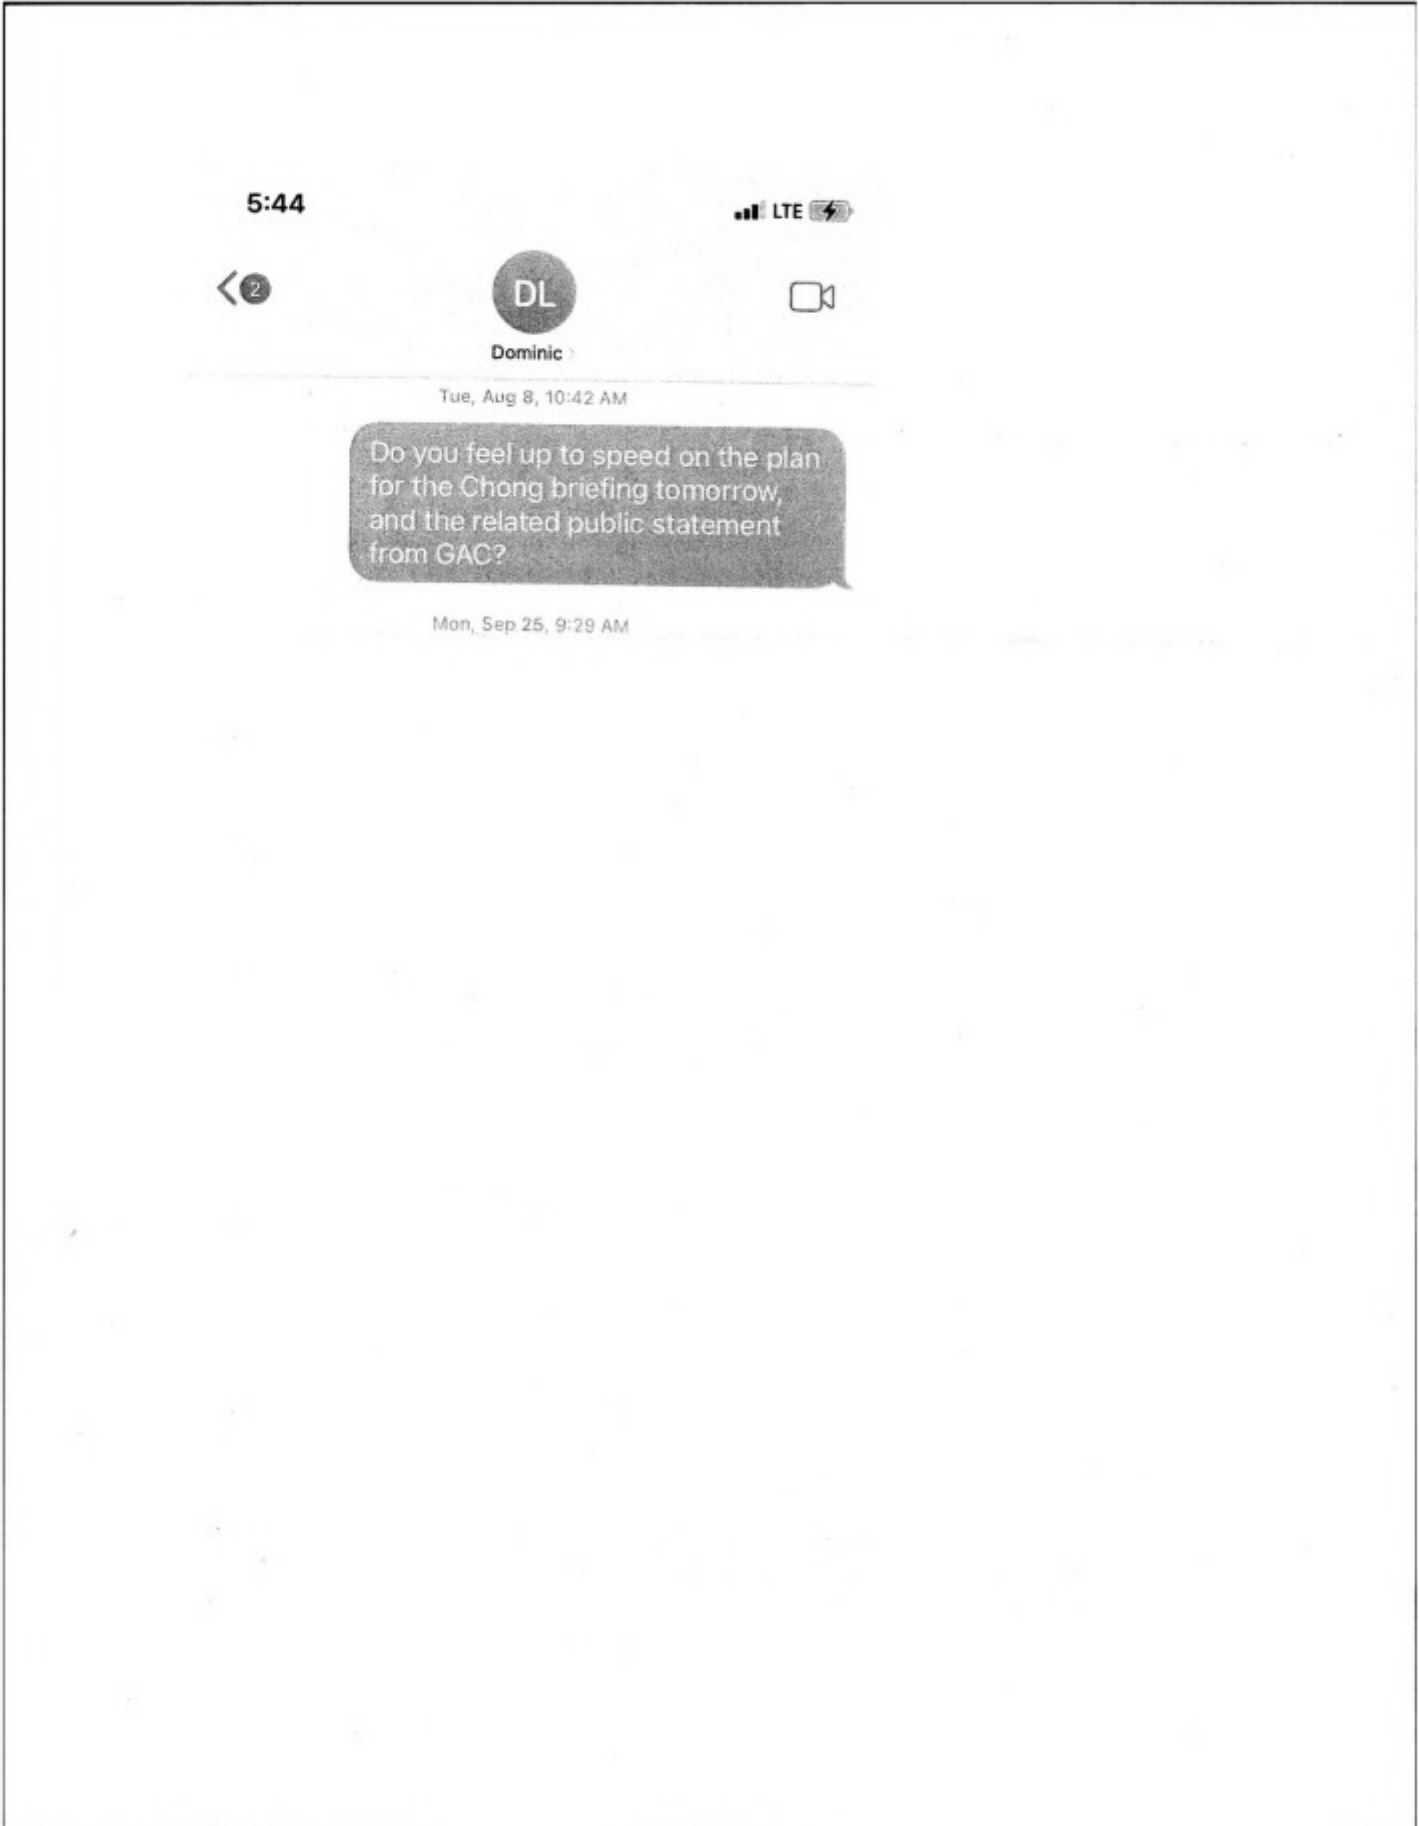 5:44
LTE
2
DL
Dominic
Tue, Aug 8, 10:42 AM
Do you feel up to speed on the plan
for the Chong briefing tomorrow,
and the related public statement
from GAC?
Mon, Sep 25, 9:29 AM